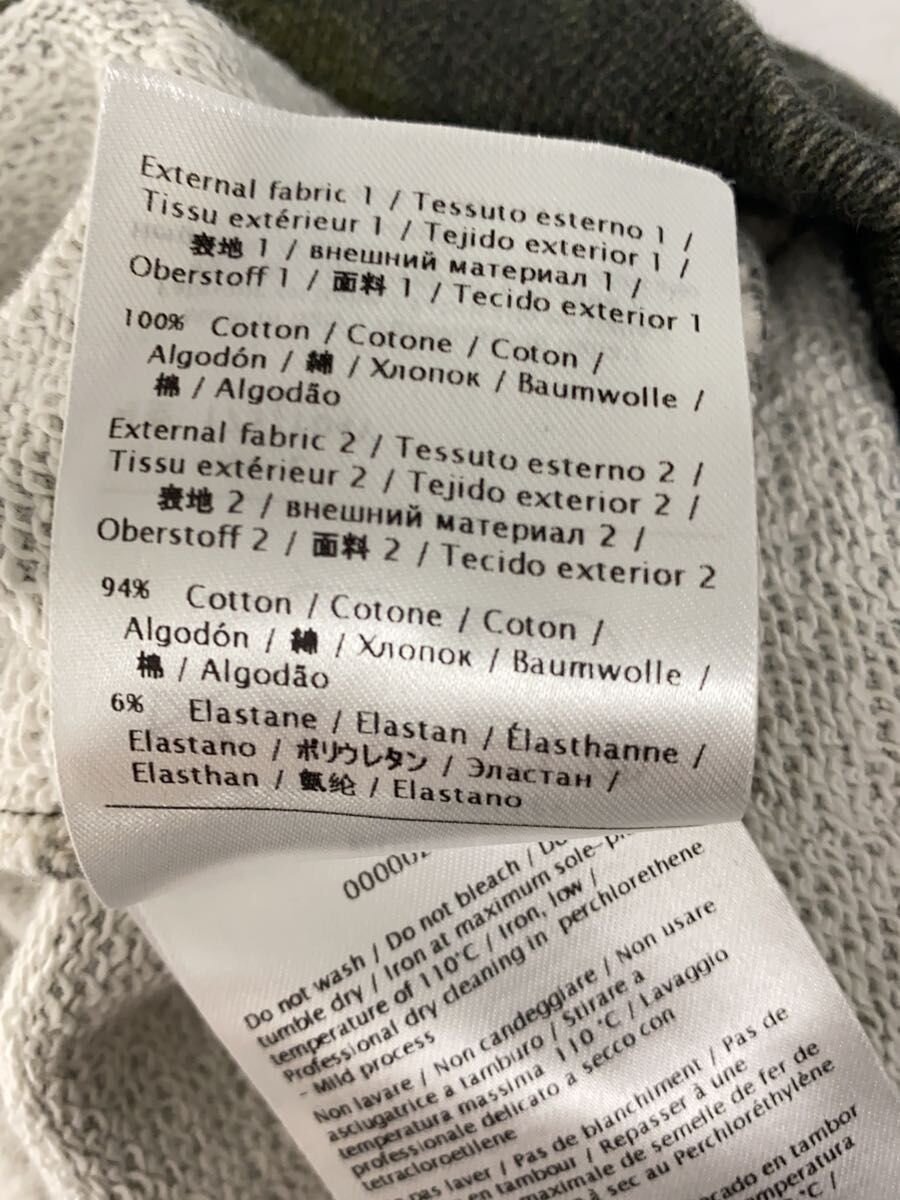 External fabric 1 / Tessuto esterno 1 /
Tissu extérieur 1 / Tejido exterior 1 /
表地 1 / внешний материал 1 /
Oberstoff 1 / 面料 1 / Tecido exterior 1
100% Cotton / Cotone / Coton /
Algodón / 綿 / Хлопок / Baumwolle /
棉 / Algodão
External fabric 2 / Tessuto esterno 2 /
Tissu extérieur 2 / Tejido exterior 2 /
表地 2 / внешний материал 2 /
Oberstoff 2 / 面料 2 / Tecido exterior 2
94% Cotton / Cotone / Coton /
Algodón / 綿 / Хлопок / Baumwolle /
棉 / Algodão
6% Elastane / Elastan / Élasthanne /
Elastano / ポリウレタン / Эластан /
Elasthan / 氨纶 / Elastano
Do not wash / Do not bleach /
tumble dry / Iron at maximum
temperature of 110°C / Iron, low /
Professional dry cleaning in perchlorethene
- Mild process
Non lavare / Non candeggiare / Non usare
asciugatrice a tamburo / Stirare a
temperatura massima 110°C / Lavaggio
professionale delicato a secco con
tetracloroetilene
pas laver / Pas de blanchiment / Pas de
en tambour / Repasser à une
maximale de semelle de fer de
à sec au Perchloréthylène
en tambor
temperatura
°C /